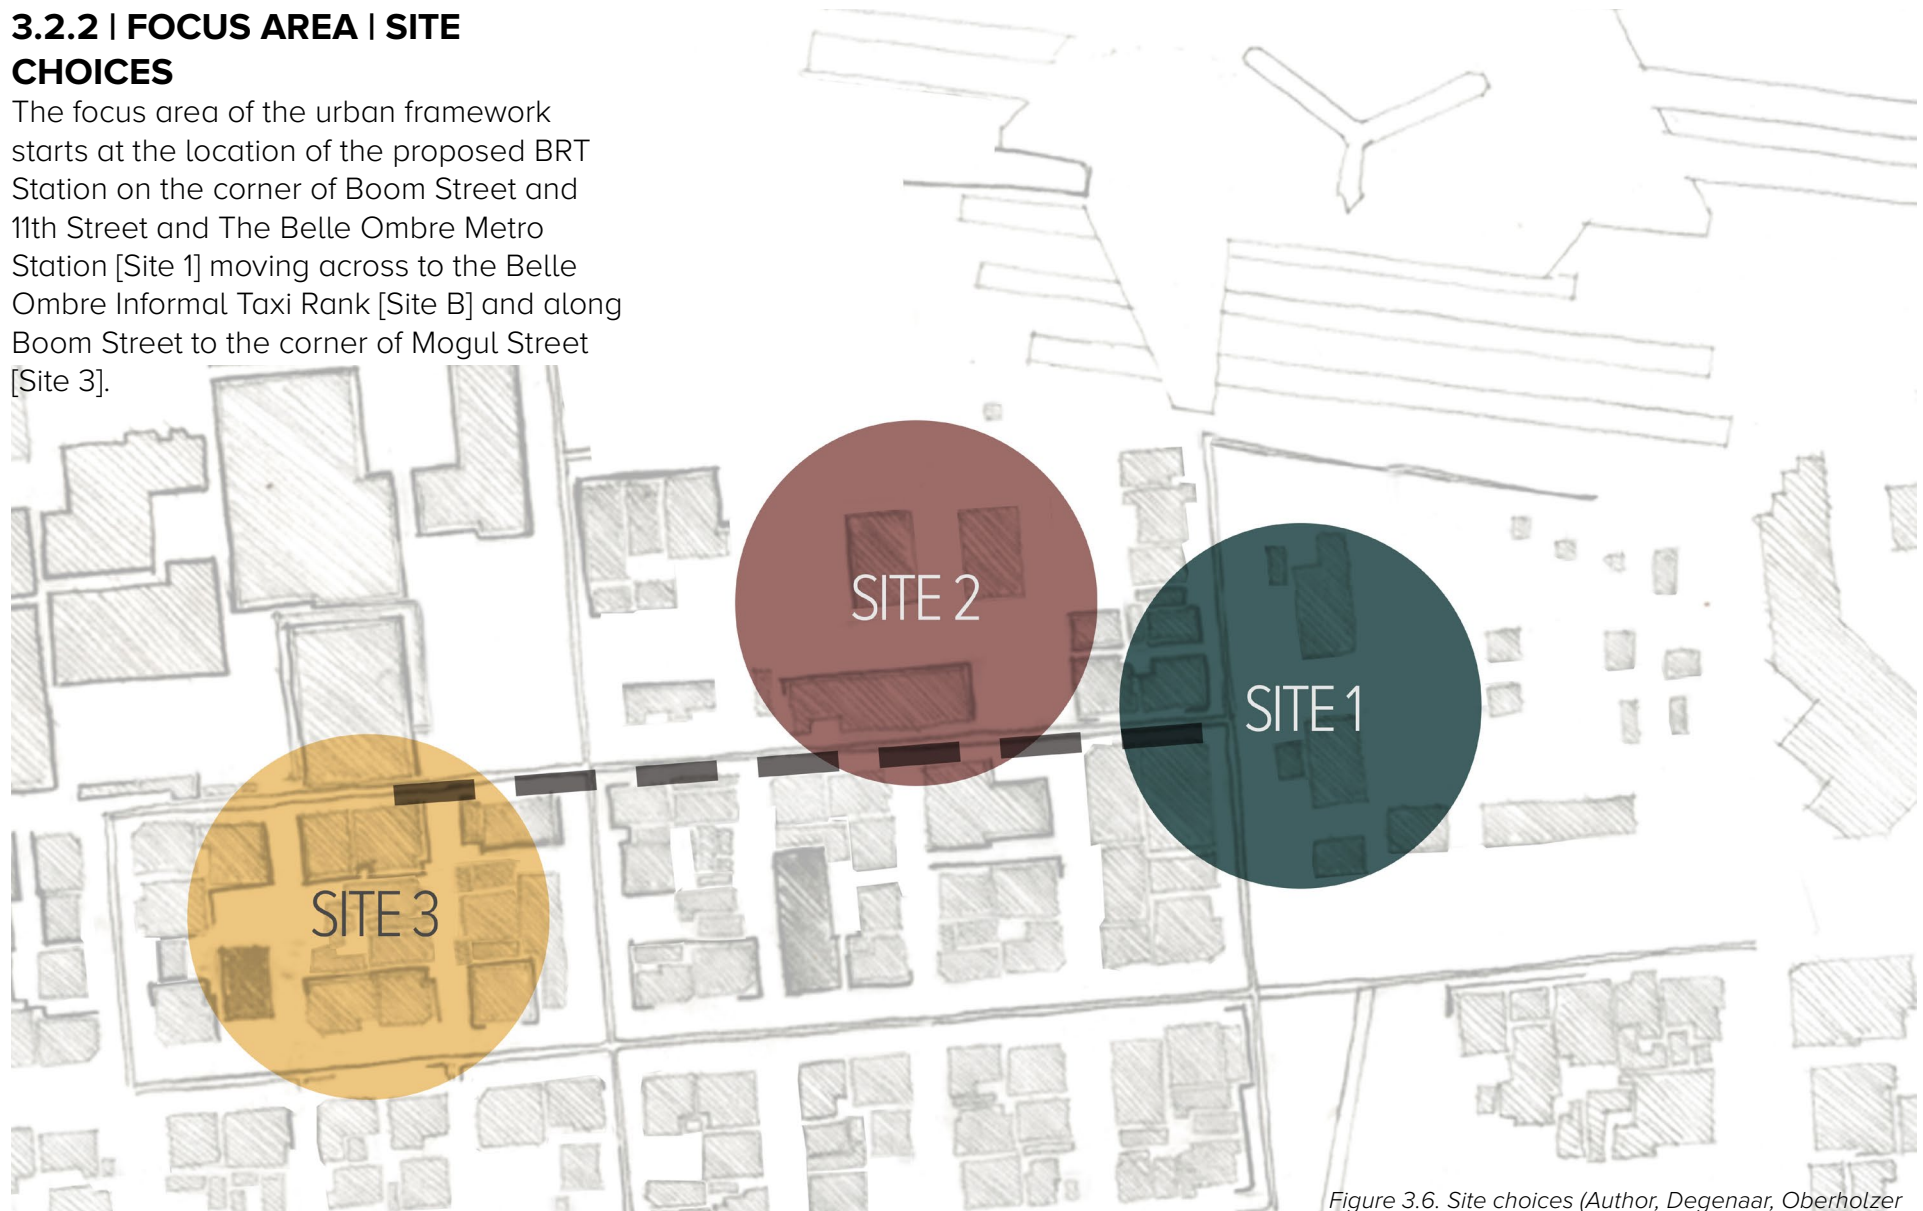 3.2.2 | FOCUS AREA | SITE
CHOICES
The focus area of the urban framework
starts at the location of the proposed BRT
Station on the corner of Boom Street and
11th Street and The Belle Ombre Metro
Station [Site 1] moving across to the Belle
Ombre Informal Taxi Rank [Site B] and along
Boom Street to the corner of Mogul Street
[Site 3].
SITE 2
SITE 1
SITE 3
Figure 3.6. Site choices (Author, Degenaar, Oberholzer